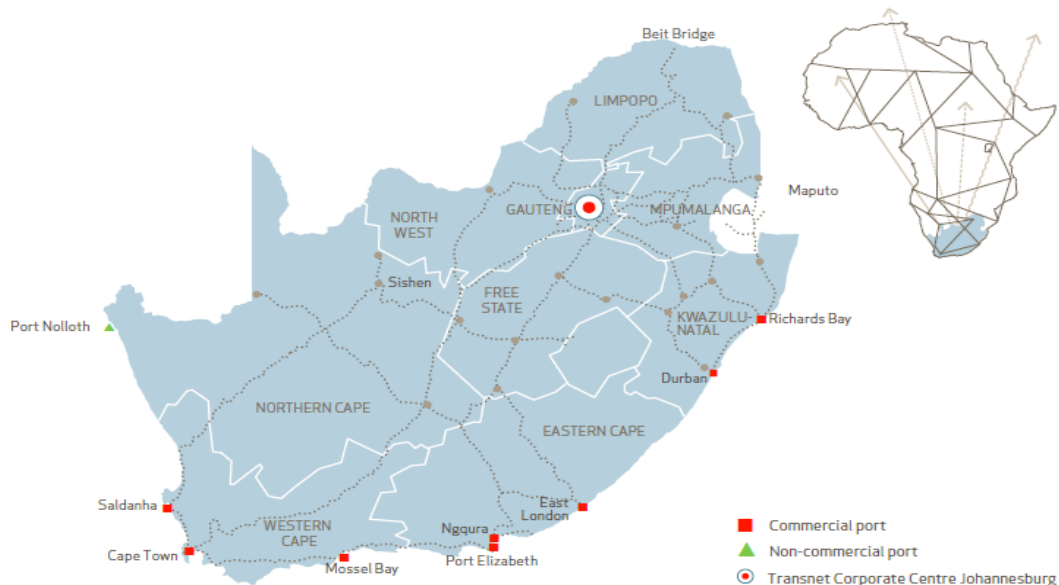 Beit Bridge
LIMPOPO
Maputo
NORTH
WEST
GAUTENG
MPUMALANGA
Sishen
FREE
STATE
Port Nolloth
KWAZULU-
NATAL
Richards Bay
Durban
NORTHERN CAPE
EASTERN CAPE
Saldanha
East
London
WESTERN
CAPE
Ngqura
Cape Town
Mossel Bay
Port Elizabeth
Commercial port
Non-commercial port
Transnet Corporate Centre Johannesburg